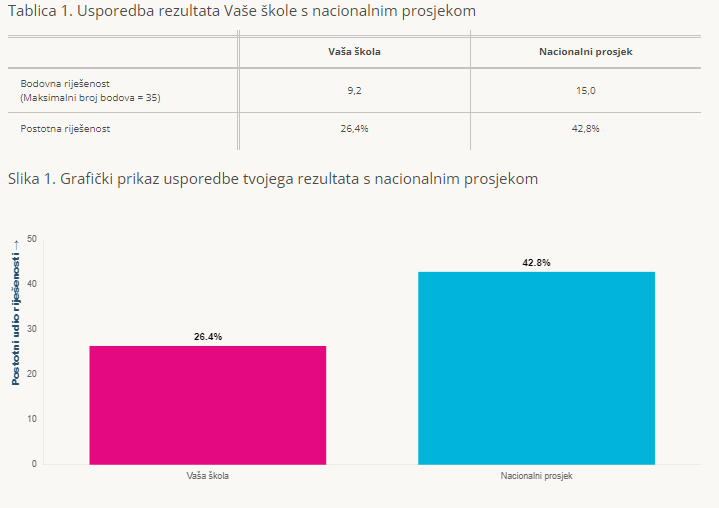 Tablica 1. Usporedba rezultata Vaše škole s nacionalnim prosjekom
Vaša škola Nacionalni prosjek
Bodovna riješenost
(Maksimalni broj bodova = 35) 9,2 15,0
Postotna riješenost 26,4% 42,8%
Slika 1. Grafički prikaz usporedbe tvojega rezultata s nacionalnim prosjekom
Postotni udio riješenosti →
50
40
30
20
10
0
26.4%
42.8%
Vaša škola Nacionalni prosjek